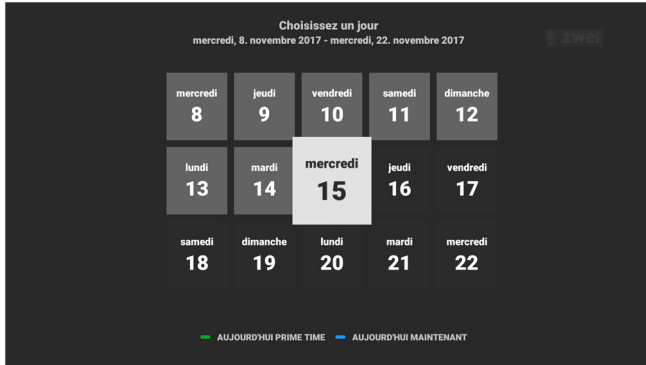 Choisissez un jour
mercredi, 8. novembre 2017 - mercredi, 22. novembre 2017
zwei
mercredi jeudi vendredi samedi dimanche
8 9 10 11 12
lundi mardi mercredi jeudi vendredi
13 14 15 16 17
samedi dimanche lundi mardi mercredi
18 19 20 21 22
AUJOURD'HUI PRIME TIME AUJOURD'HUI MAINTENANT